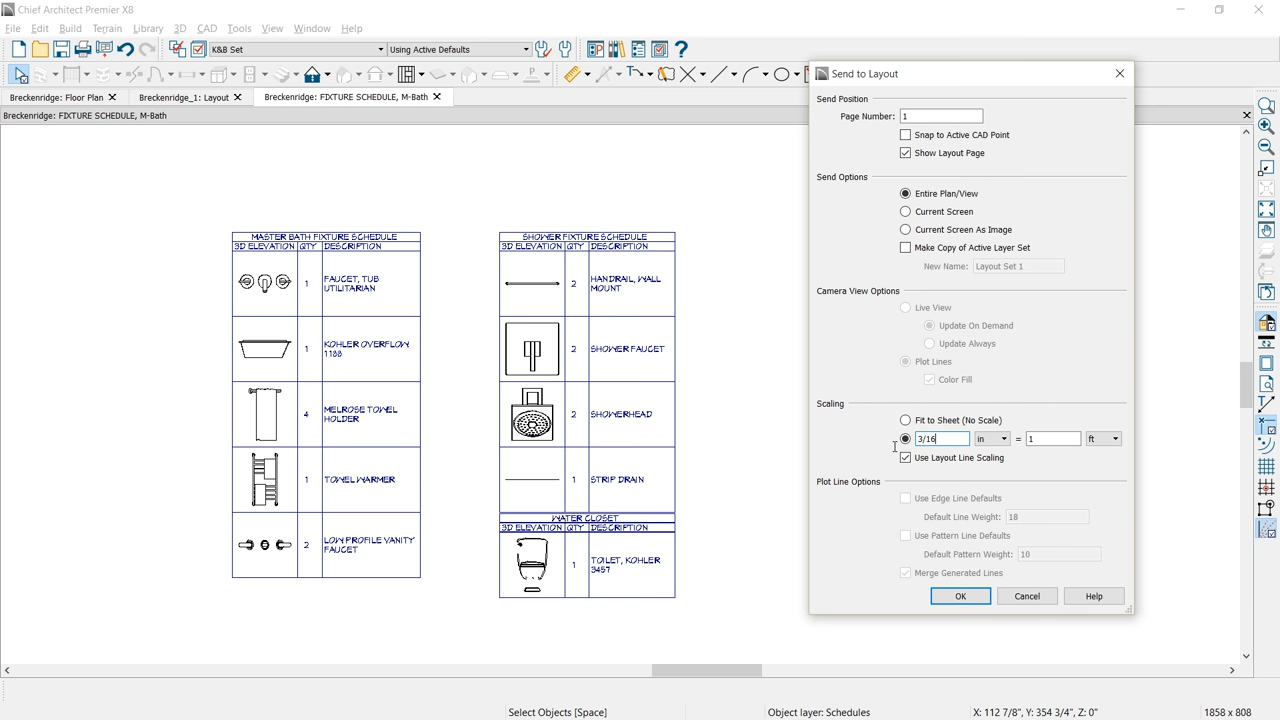 Chief Architect Premier X8
File Edit Build Terrain Library 3D CAD Tools View Window Help
K&B Set Using Active Defaults
Breckenridge: Floor Plan Breckenridge_1: Layout Breckenridge: FIXTURE SCHEDULE, M-Bath
Breckenridge: FIXTURE SCHEDULE, M-Bath
MASTER BATH FIXTURE SCHEDULE
3D ELEVATION QTY DESCRIPTION
1 FAUCET, TUB
UTILITARIAN
1 KOHLER OVERFLOW
1188
4 MELROSE TOWEL
HOLDER
1 TOWEL WARMER
2 LOW PROFILE VANITY
FAUCET
SHOWER FIXTURE SCHEDULE
3D ELEVATION QTY DESCRIPTION
2 HANDRAIL, WALL
MOUNT
2 SHOWER FAUCET
2 SHOWERHEAD
1 STRIP DRAIN
WATER CLOSET
3D ELEVATION QTY DESCRIPTION
1 TOILET, KOHLER
3457
Send to Layout
Send Position
Page Number: 1
Snap to Active CAD Point
Show Layout Page
Send Options
Entire Plan/View
Current Screen
Current Screen As Image
Make Copy of Active Layer Set
New Name: Layout Set 1
Camera View Options
Live View
Update On Demand
Update Always
Plot Lines
Color Fill
Scaling
Fit to Sheet (No Scale)
3/16 in = 1 ft
Use Layout Line Scaling
Plot Line Options
Use Edge Line Defaults
Default Line Weight: 18
Use Pattern Line Defaults
Default Pattern Weight: 10
Merge Generated Lines
OK Cancel Help
Select Objects [Space] Object layer: Schedules X: 112 7/8", Y: 354 3/4", Z: 0" 1858 x 808